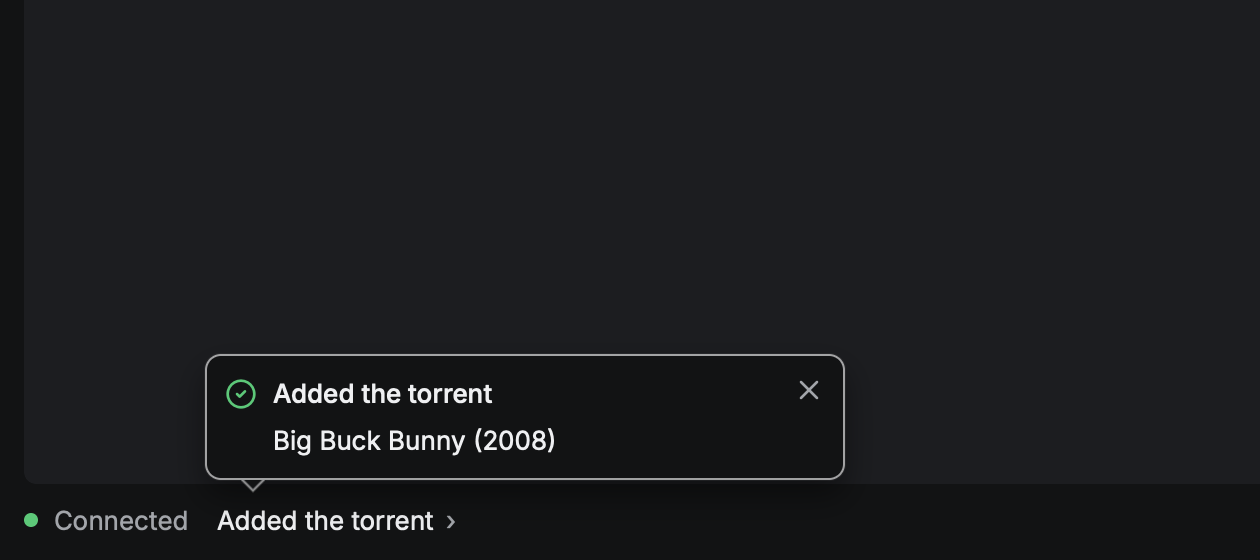 Added the torrent
Big Buck Bunny (2008)
Connected Added the torrent ›